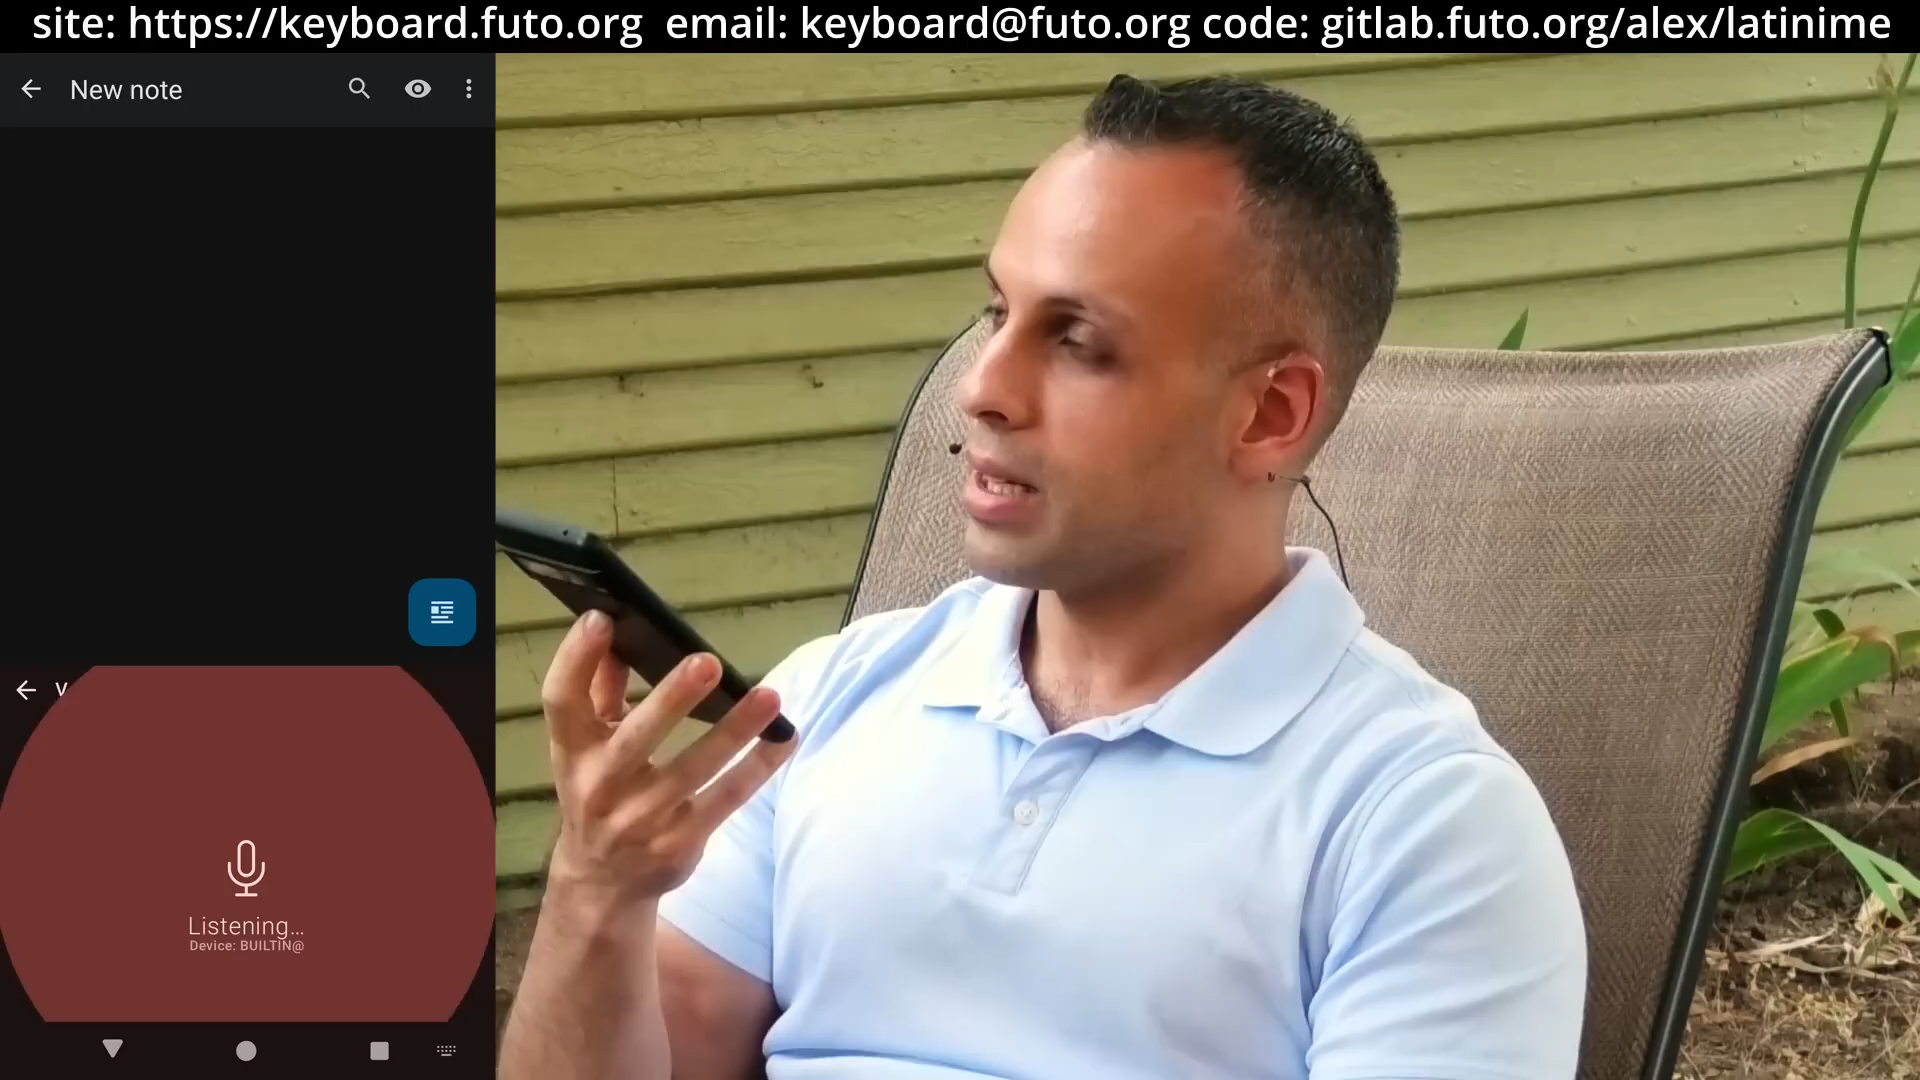 site: https://keyboard.futo.org  email: keyboard@futo.org code: gitlab.futo.org/alex/latinime
New note
V
Listening...
Device: BUILTIN@